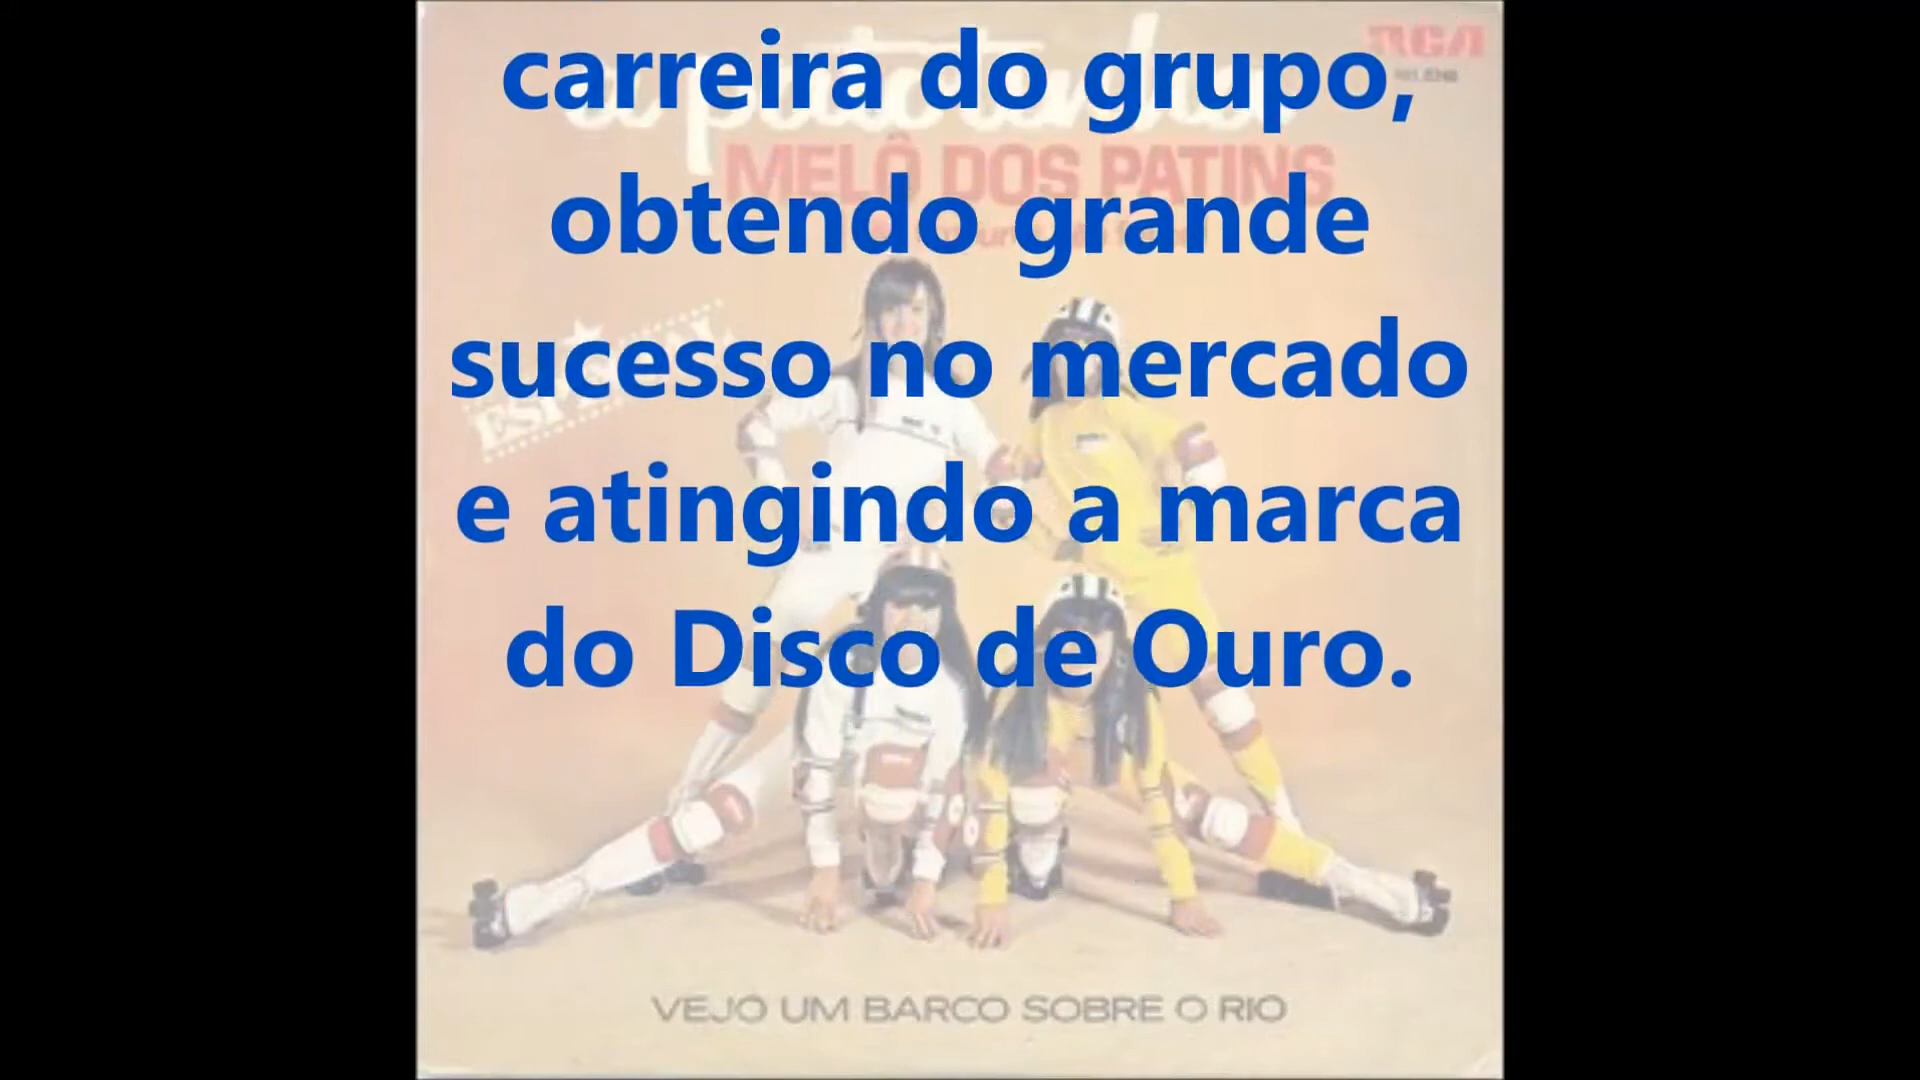 carreira do grupo,
obtendo grande
sucesso no mercado
e atingindo a marca
do Disco de Ouro.
RCA
MELÔ DOS PATINS
VEJO UM BARCO SOBRE O RIO